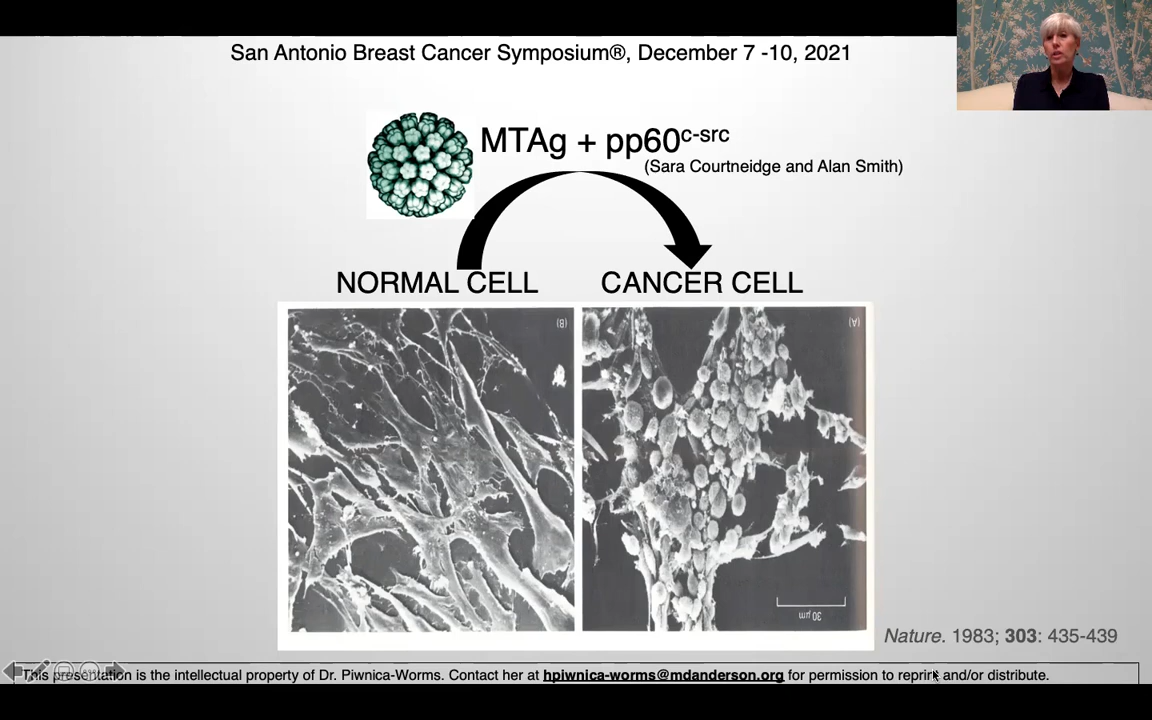 San Antonio Breast Cancer Symposium®, December 7 -10, 2021
MTAg + pp60c-src
(Sara Courtneidge and Alan Smith)
NORMAL CELL
CANCER CELL
(B)
(A)
30 µm
Nature. 1983; 303: 435-439
This presentation is the intellectual property of Dr. Piwnica-Worms. Contact her at hpiwnica-worms@mdanderson.org for permission to reprint and/or distribute.